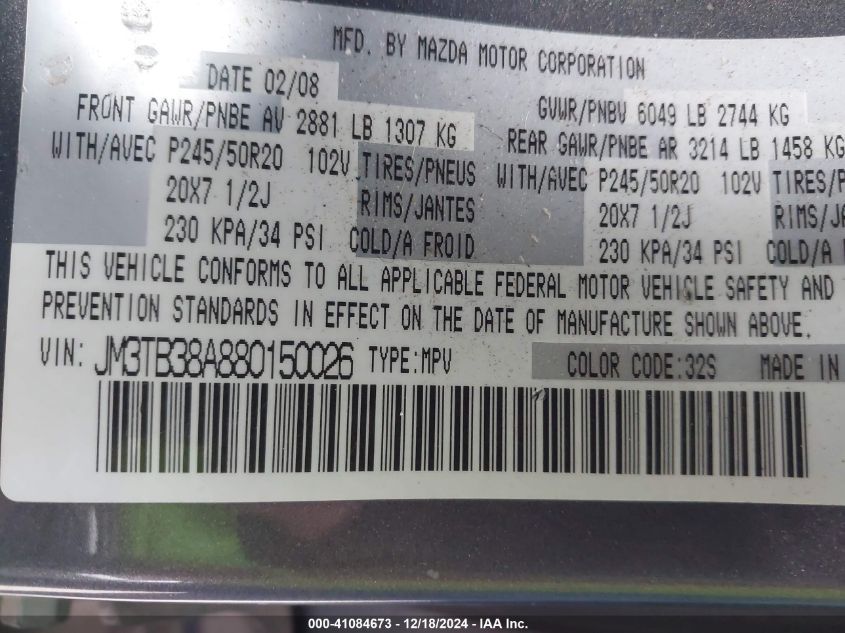 MFD. BY MAZDA MOTOR CORPORATION
DATE 02/08
GVWR/PNBV 6049 LB 2744 KG
FRONT GAWR/PNBE AV 2881 LB 1307 KG
REAR GAWR/PNBE AR 3214 LB 1458 KG
WITH/AVEC P245/50R20 102V TIRES/PNEUS
WITH/AVEC P245/50R20 102V TIRES/P
20X7 1/2J RIMS/JANTES
20X7 1/2J RIMS/JA
230 KPA/34 PSI COLD/A FROID
230 KPA/34 PSI COLD/A
THIS VEHICLE CONFORMS TO ALL APPLICABLE FEDERAL MOTOR VEHICLE SAFETY AND
PREVENTION STANDARDS IN EFFECT ON THE DATE OF MANUFACTURE SHOWN ABOVE.
VIN: JM3TB38A880150026 TYPE:MPV COLOR CODE:32S MADE IN
000-41084673 - 12/18/2024 - IAA Inc.